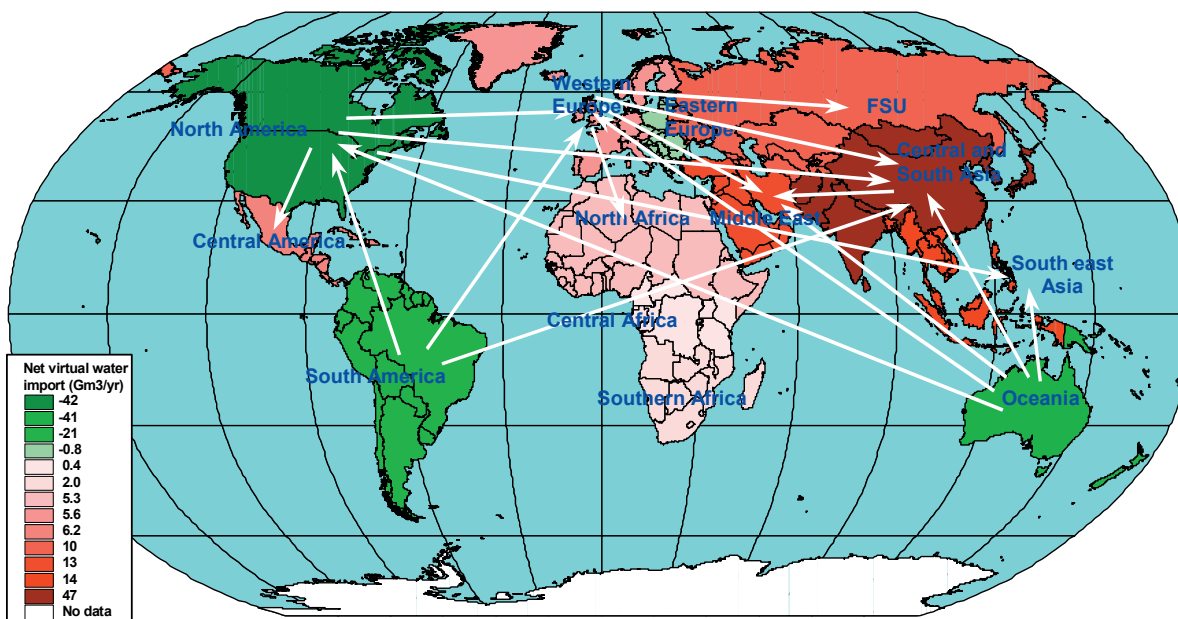 Western
Europe
Eastern
Europe
FSU
North America
Central and
South Asia
North Africa
Middle East
Central America
South east
Asia
Central Africa
South America
Southern Africa
Oceania
Net virtual water
import (Gm3/yr)
-42
-41
-21
-0.8
0.4
2.0
5.3
5.6
6.2
10
13
14
47
No data